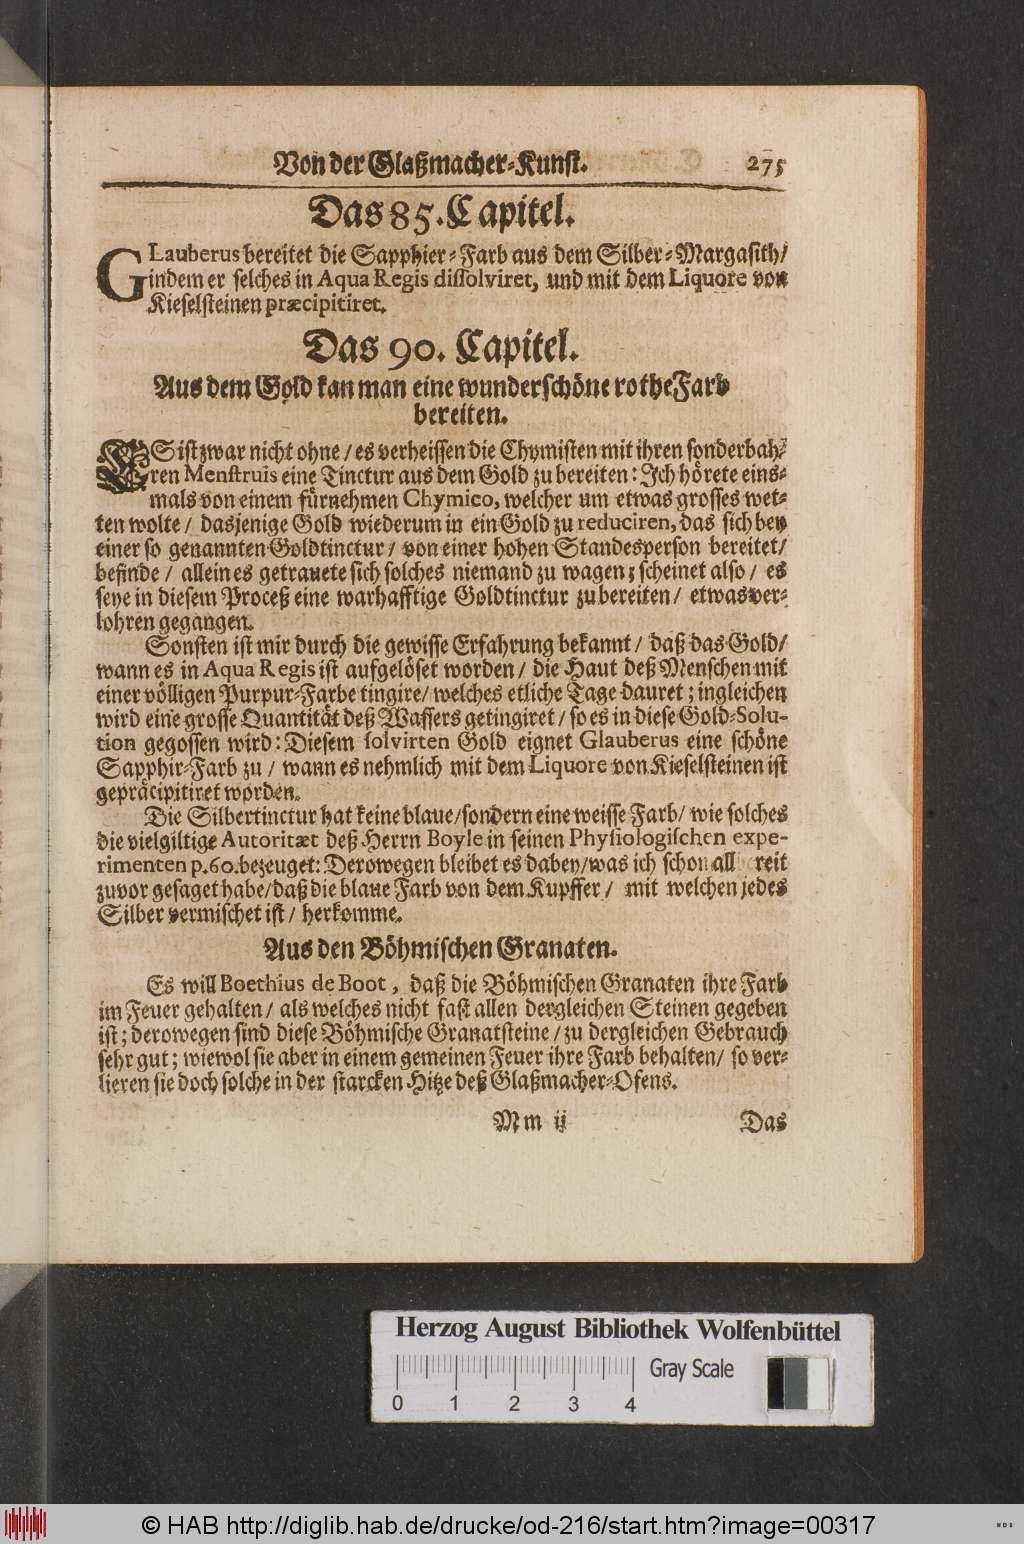 Von der Glaßmacher-Kunst. 275
Das 85. Capitel.
GLauberus bereitet die Sapphier-Farb aus dem Silber-Margasith/
indem er selches in Aqua Regis dissolviret, und mit dem Liquore von
Kieselsteinen præcipitiret.
Das 90. Capitel.
Aus dem Gold kan man eine wunderschöne rothe Farb
bereiten.
ES ist zwar nicht ohne / es verheissen die Chymisten mit ihren sonderbah-
ren Menstruis eine Tinctur aus dem Gold zu bereiten: Ich hörete eins-
mals von einem fürnehmen Chymico, welcher um etwas grosses wet-
ten wolte / dasjenige Gold wiederum in ein Gold zu reduciren, das sich bey
einer so genannten Goldtinctur / von einer hohen Standesperson bereitet/
befinde / allein es getrauete sich solches niemand zu wagen; scheinet also / es
seye in diesem Proceß eine warhafftige Goldtinctur zubereiten / etwas ver-
lohren gegangen.
Sonsten ist mir durch die gewisse Erfahrung bekannt / daß das Gold/
wann es in Aqua Regis ist aufgelöset worden / die Haut deß Menschen mit
einer völligen Purpur-Farbe tingire/ welches etliche Tage dauret; ingleichen
wird eine grosse Quantität deß Wassers getingiret / so es in diese Gold-Solu-
tion gegossen wird: Diesem solvirten Gold eignet Glauberus eine schöne
Sapphir-Farb zu / wann es nehmlich mit dem Liquore von Kieselsteinen ist
gepräcipitiret worden.
Die Silbertinctur hat keine blaue/sondern eine weisse Farb/ wie solches
die vielgiltige Autoritæt deß Herrn Boyle in seinen Physiologischen expe-
rimenten p. 60. bezeuget: Derowegen bleibet es dabey/was ich schon allbereit
zuvor gesaget habe/daß die blaue Farb von dem Kupffer / mit welchen jedes
Silber vermischet ist / herkomme.
Aus den Böhmischen Granaten.
Es will Boethius de Boot, daß die Böhmischen Granaten ihre Farb
im Feuer gehalten / als welches nicht fast allen dergleichen Steinen gegeben
ist; derowegen sind diese Böhmische Granatsteine / zu dergleichen Gebrauch
sehr gut; wiewol sie aber in einem gemeinen Feuer ihre Farb behalten/ so ver-
lieren sie doch solche in der starcken Hitze deß Glaßmacher-Ofens.
Mm ij Das
Herzog August Bibliothek Wolfenbüttel
Gray Scale
0 1 2 3 4
© HAB http://diglib.hab.de/drucke/od-216/start.htm?image=00317